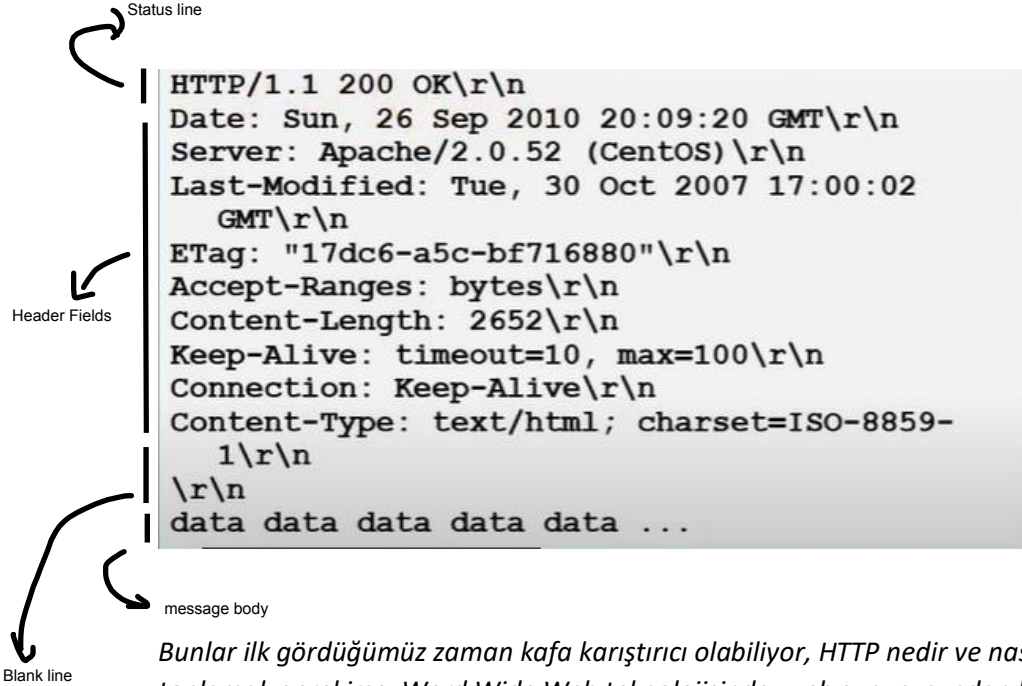 Status line
HTTP/1.1 200 OK\r\n
Date: Sun, 26 Sep 2010 20:09:20 GMT\r\n
Server: Apache/2.0.52 (CentOS)\r\n
Last-Modified: Tue, 30 Oct 2007 17:00:02
GMT\r\n
ETag: "17dc6-a5c-bf716880"\r\n
Header Fields
Accept-Ranges: bytes\r\n
Content-Length: 2652\r\n
Keep-Alive: timeout=10, max=100\r\n
Connection: Keep-Alive\r\n
Content-Type: text/html; charset=ISO-8859-
1\r\n
\r\n
data data data data data ...
message body
Blank line
Bunlar ilk gördüğümüz zaman kafa karıştırıcı olabiliyor, HTTP nedir ve